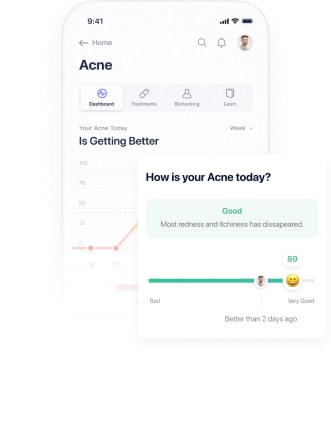 9:41
Home
Acne
Dashboard
Treatments
Biohacking
Learn
Your Acne Today
Week
Is Getting Better
100
75
50
25
0
16
17
How is your Acne today?
Good
Most redness and itchiness has dissapeared.
89
Bad
Very Good
Better than 2 days ago